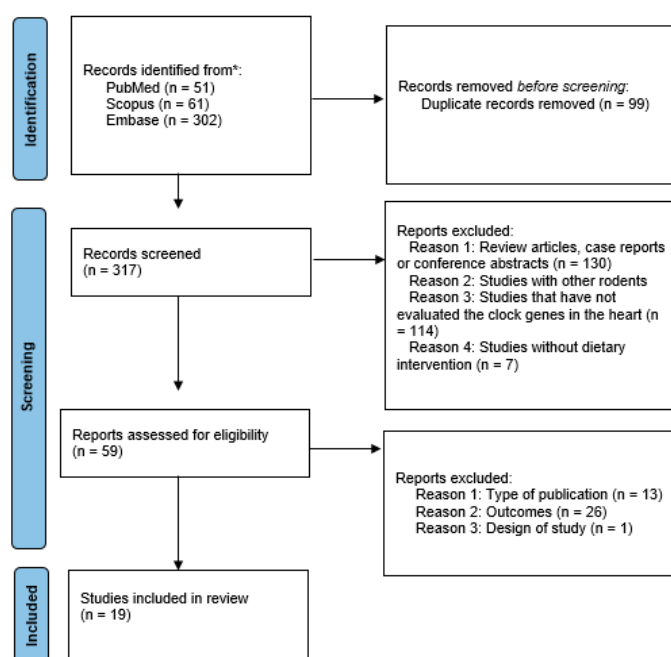 Identification
Records identified from*:
PubMed (n = 51)
Scopus (n = 61)
Embase (n = 302)
Records removed before screening:
Duplicate records removed (n = 99)
Screening
Records screened
(n = 317)
Reports excluded:
Reason 1: Review articles, case reports
or conference abstracts (n = 130)
Reason 2: Studies with other rodents
Reason 3: Studies that have not
evaluated the clock genes in the heart (n
= 114)
Reason 4: Studies without dietary
intervention (n = 7)
Reports assessed for eligibility
(n = 59)
Reports excluded:
Reason 1: Type of publication (n = 13)
Reason 2: Outcomes (n = 26)
Reason 3: Design of study (n = 1)
Included
Studies included in review
(n = 19)